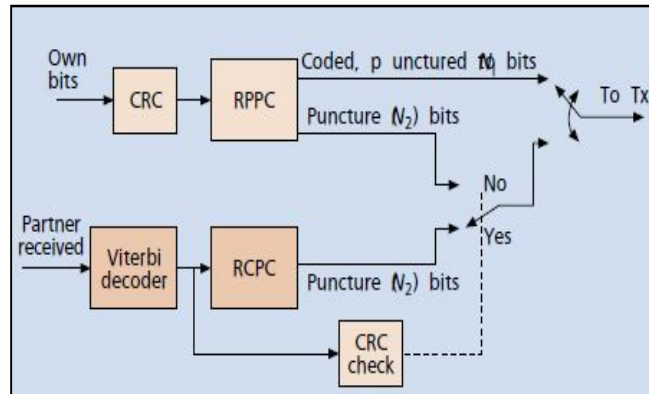 Own
bits
CRC
RPPC
Coded, p unctured to bits
Puncture (N₂) bits
To Tx
No
Yes
Partner
received
Viterbi
decoder
RCPC
Puncture (N₂) bits
CRC
check